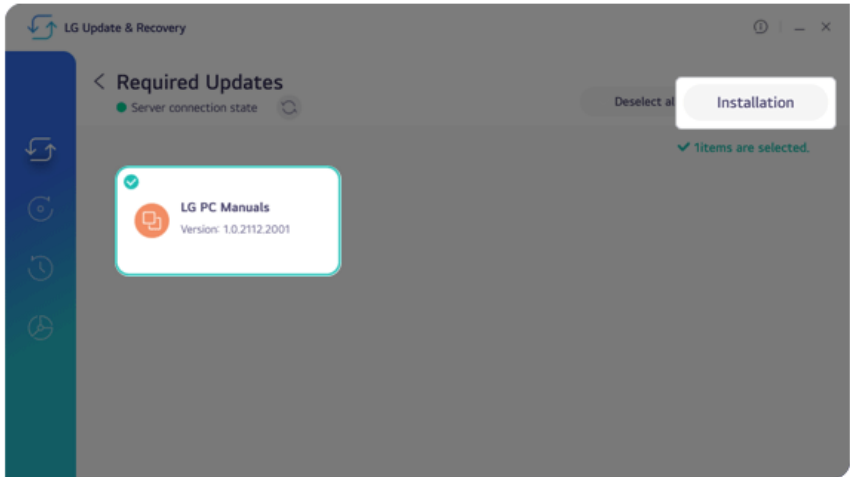 LG Update & Recovery
Required Updates
Server connection state
Deselect al
Installation
1items are selected.
LG PC Manuals
Version: 1.0.2112.2001